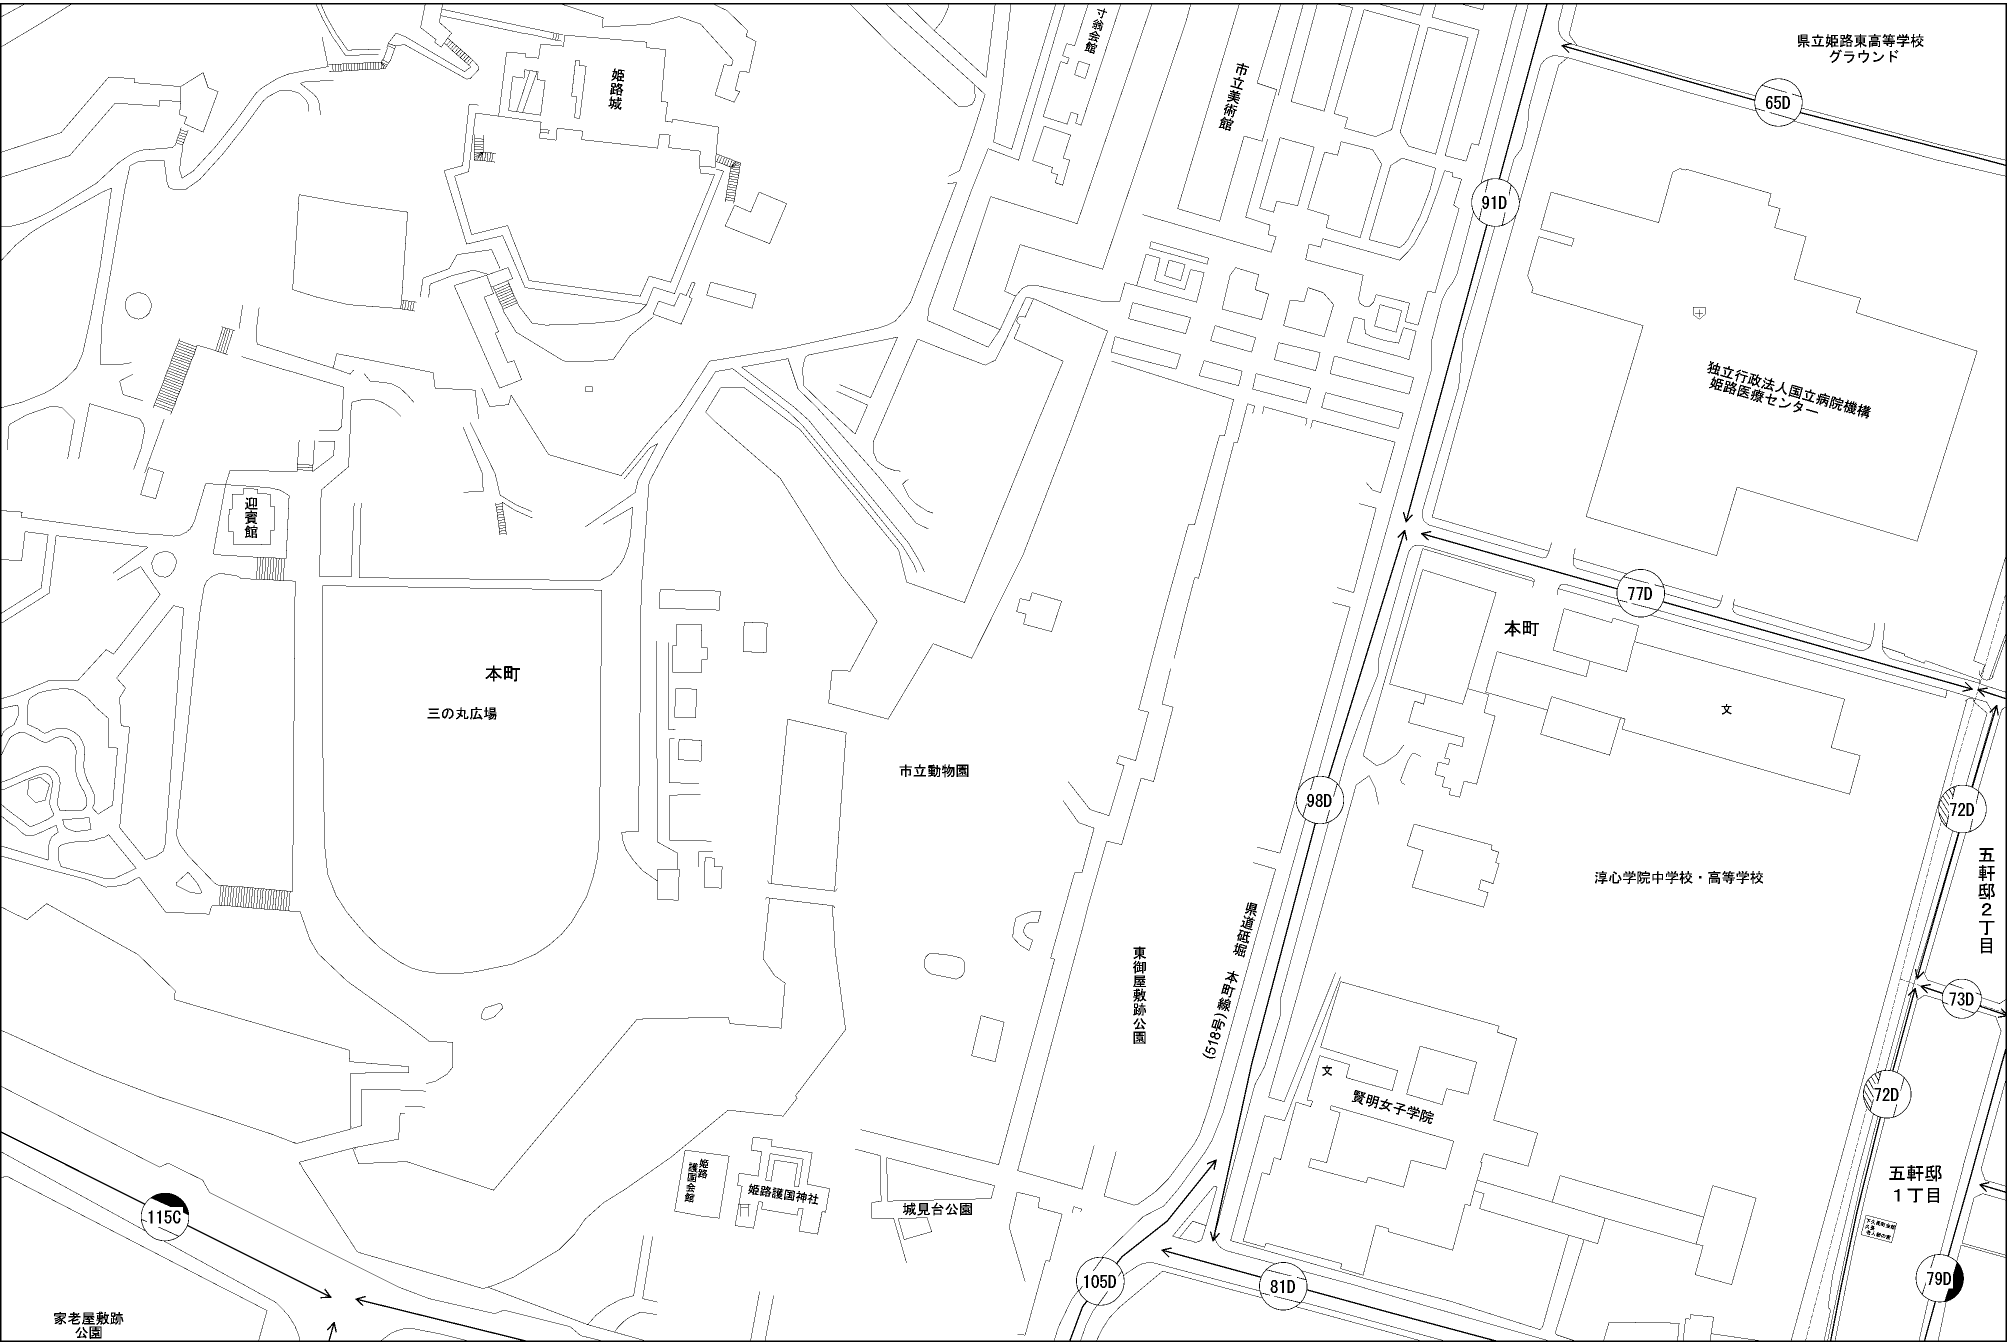 寸翁会館
県立姫路東高等学校
グラウンド
姫路城
市立美術館
65D
91D
独立行政法人国立病院機構
姫路医療センター
迎賓館
77D
本町
本町
三の丸広場
文
市立動物園
98D
72D
五軒邸2丁目
淳心学院中学校・高等学校
県道砥堀 本町線
(518号)
東御屋敷跡公園
73D
文
賢明女子学院
72D
五軒邸
1丁目
姫路
護国会館
姫路護国神社
城見台公園
115C
105D
81D
79D
家老屋敷跡
公園